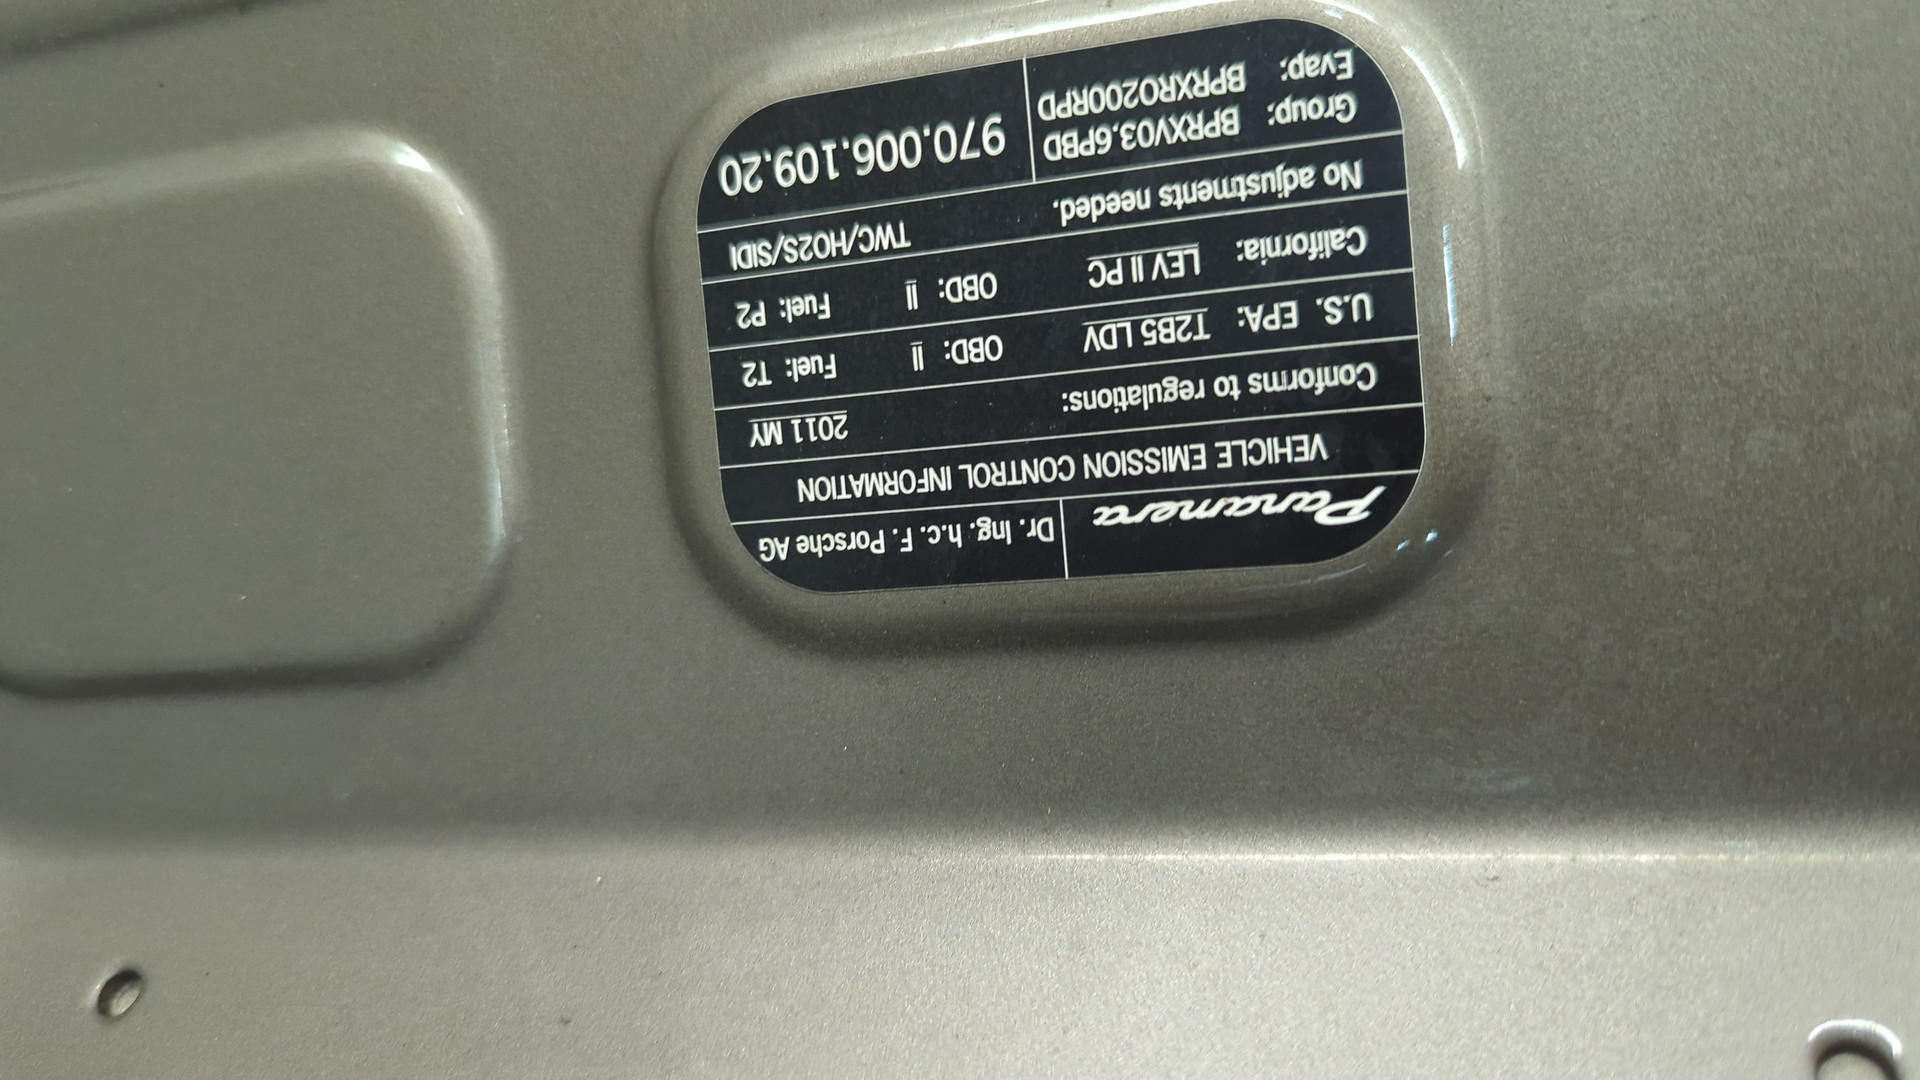 Panamera Dr. Ing. h.c. F. Porsche AG
VEHICLE EMISSION CONTROL INFORMATION
Conforms to regulations: 2011 MY
U.S. EPA: T2B5 LDV OBD: II Fuel: T2
California: LEV II PC OBD: II Fuel: P2
No adjustments needed. TWC/HO2S/SIDI
Group: BPRXV03.6PBD
Evap: BPRXR0200RPD
970.006.109.20